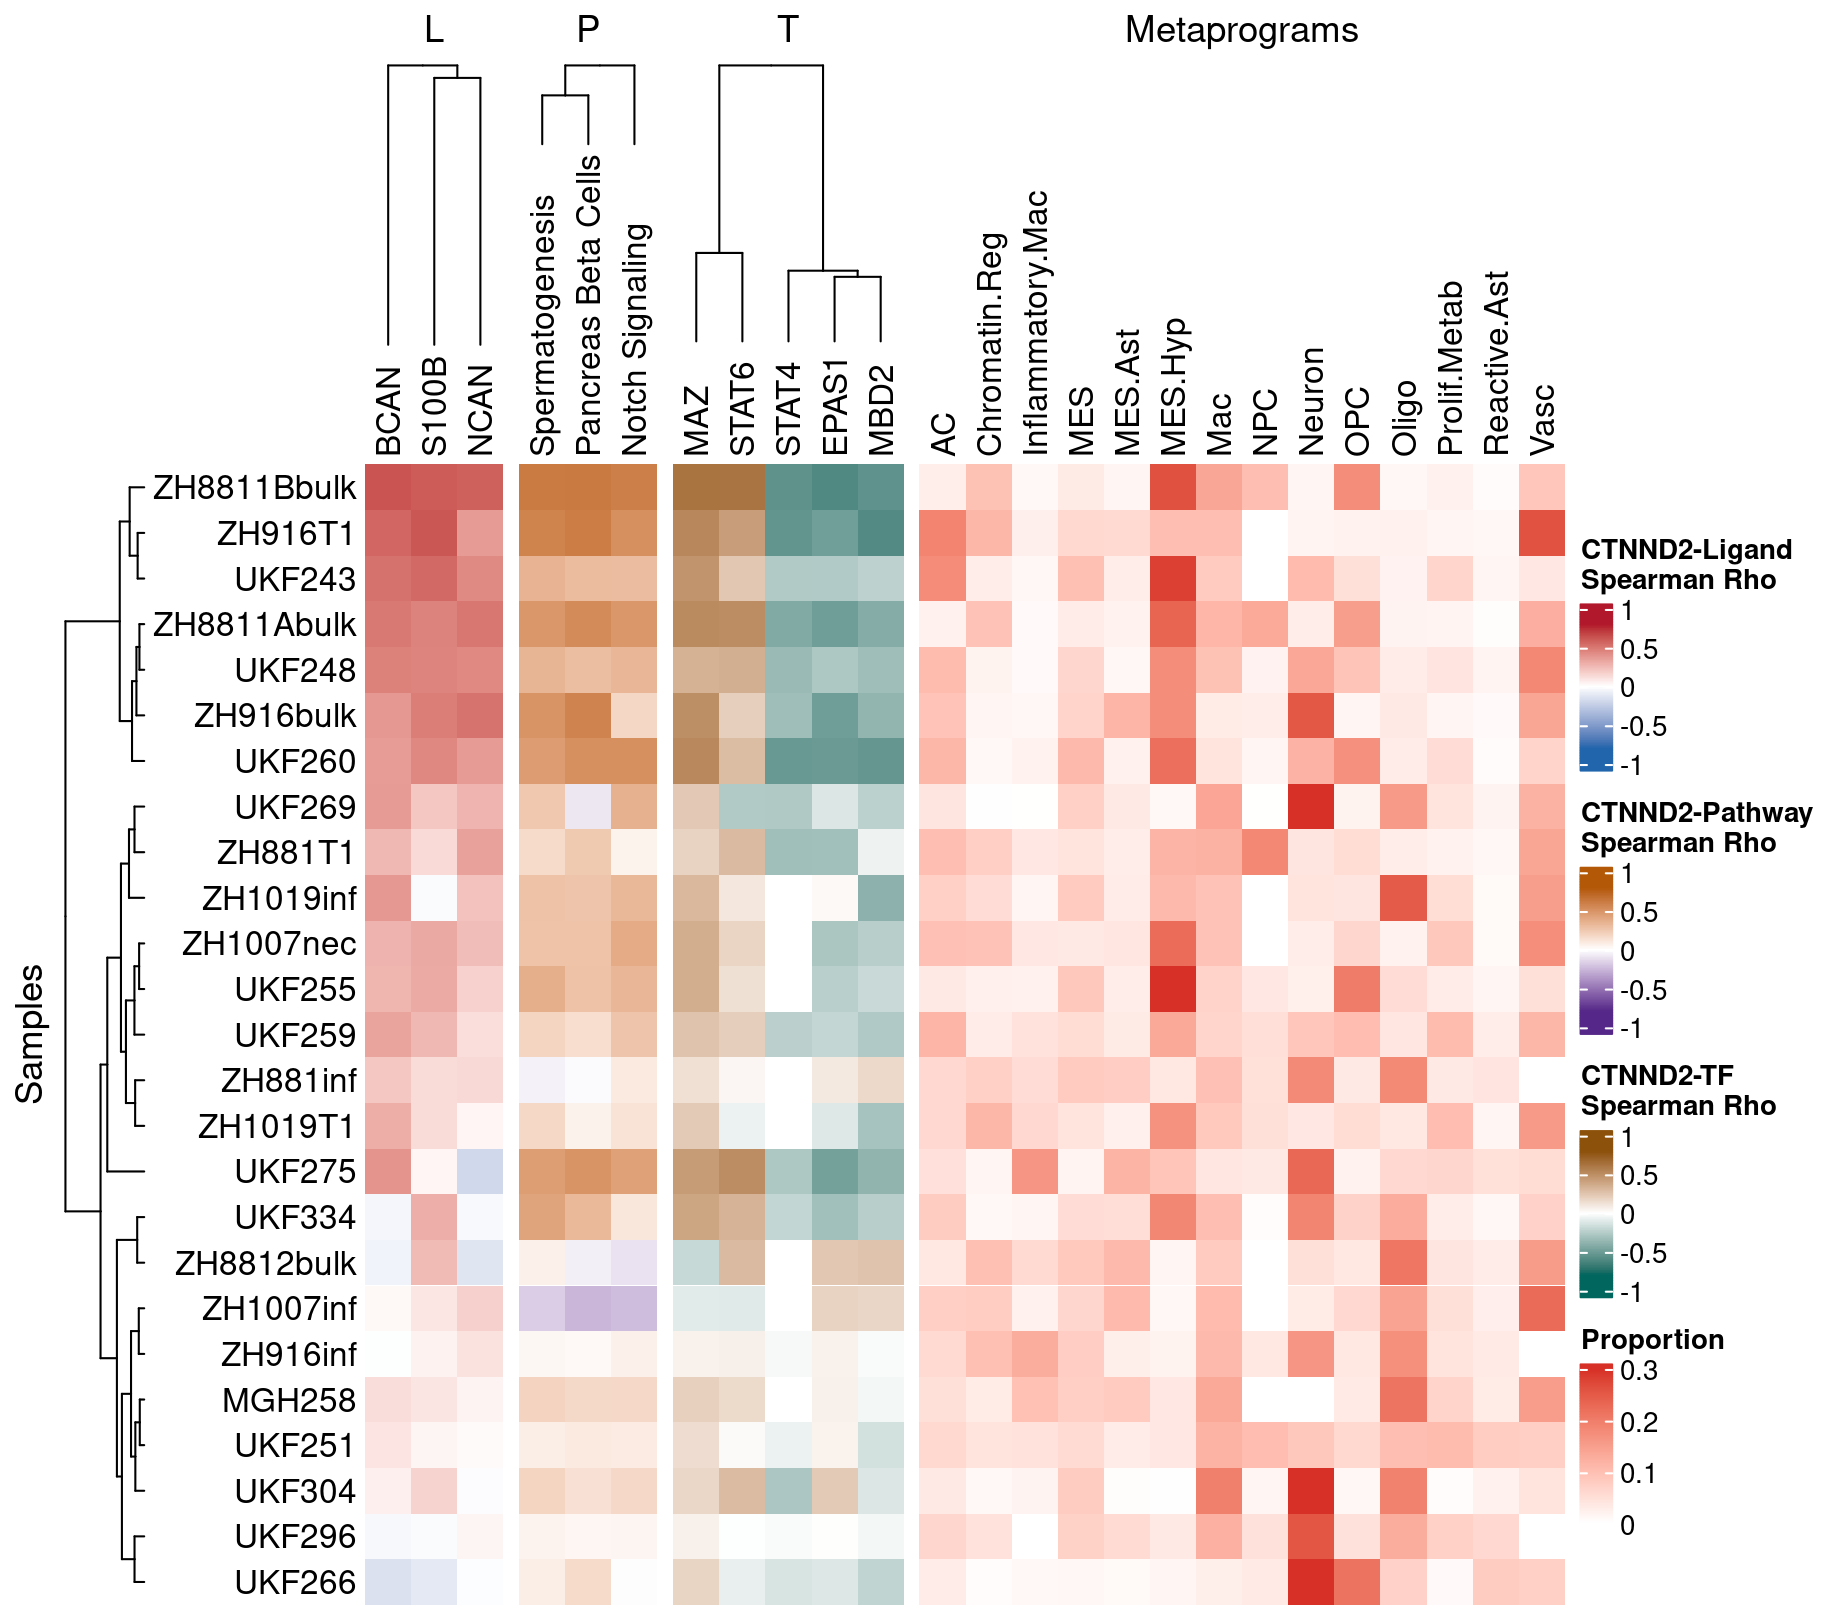 L P T Metaprograms
BCAN
S100B
NCAN
Spermatogenesis
Pancreas Beta Cells
Notch Signaling
MAZ
STAT6
STAT4
EPAS1
MBD2
AC
Chromatin.Reg
Inflammatory.Mac
MES
MES.Ast
MES.Hyp
Mac
NPC
Neuron
OPC
Oligo
Prolif.Metab
Reactive.Ast
Vasc
Samples
ZH8811Bbulk
ZH916T1
UKF243
ZH8811Abulk
UKF248
ZH916bulk
UKF260
UKF269
ZH881T1
ZH1019inf
ZH1007nec
UKF255
UKF259
ZH881inf
ZH1019T1
UKF275
UKF334
ZH8812bulk
ZH1007inf
ZH916inf
MGH258
UKF251
UKF304
UKF296
UKF266
CTNND2-Ligand
Spearman Rho
1
0.5
0
-0.5
-1
CTNND2-Pathway
Spearman Rho
1
0.5
0
-0.5
-1
CTNND2-TF
Spearman Rho
1
0.5
0
-0.5
-1
Proportion
0.3
0.2
0.1
0